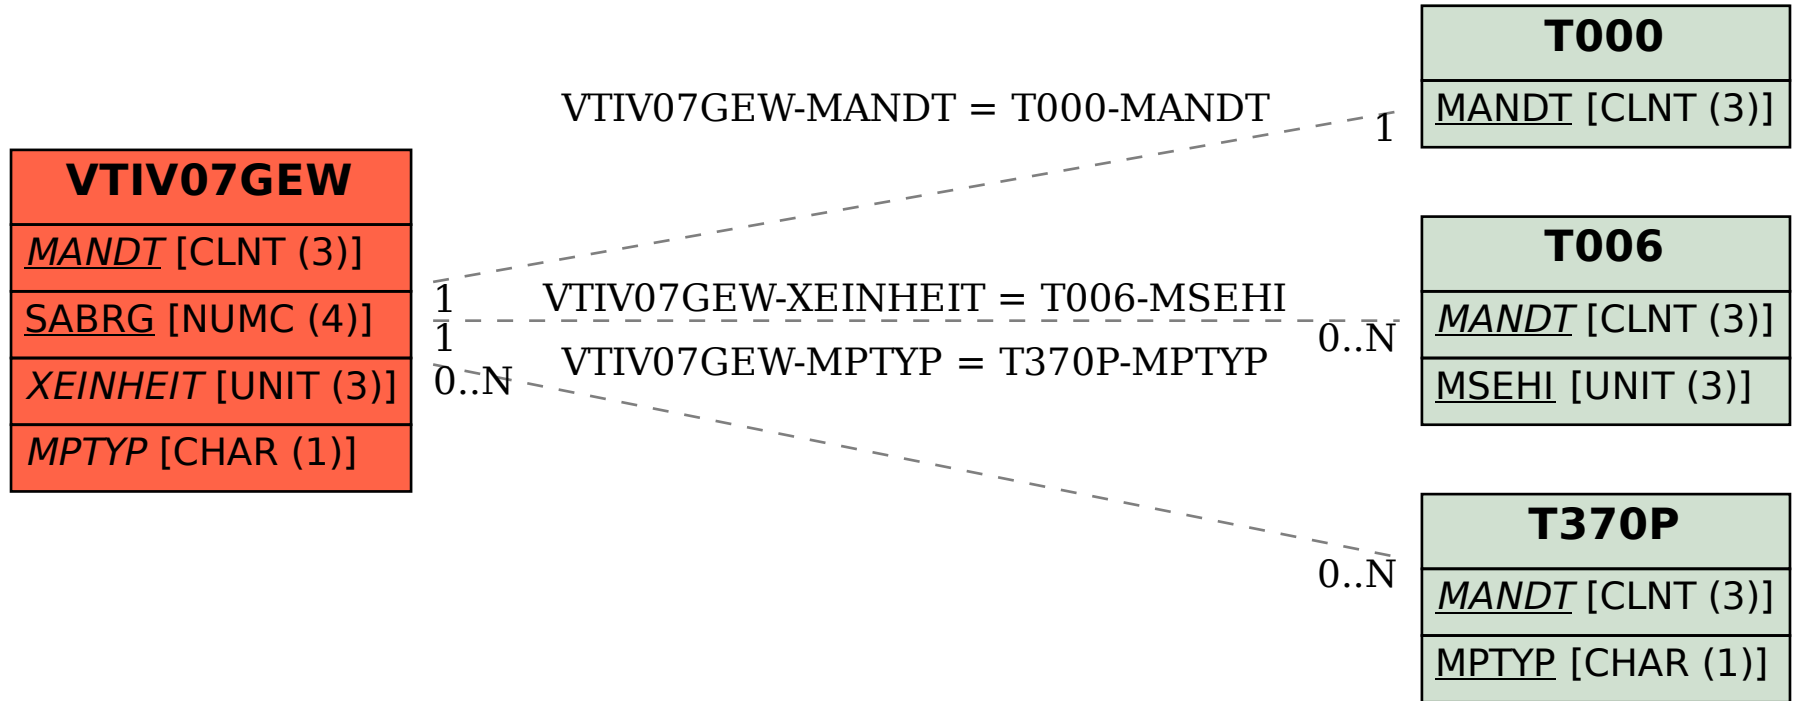 VTIV07GEW
MANDT [CLNT (3)]
SABRG [NUMC (4)]
XEINHEIT [UNIT (3)]
MPTYP [CHAR (1)]
VTIV07GEW-MANDT = T000-MANDT
1
1
VTIV07GEW-XEINHEIT = T006-MSEHI
1
0..N
VTIV07GEW-MPTYP = T370P-MPTYP
0..N
0..N
T000
MANDT [CLNT (3)]
T006
MANDT [CLNT (3)]
MSEHI [UNIT (3)]
T370P
MANDT [CLNT (3)]
MPTYP [CHAR (1)]